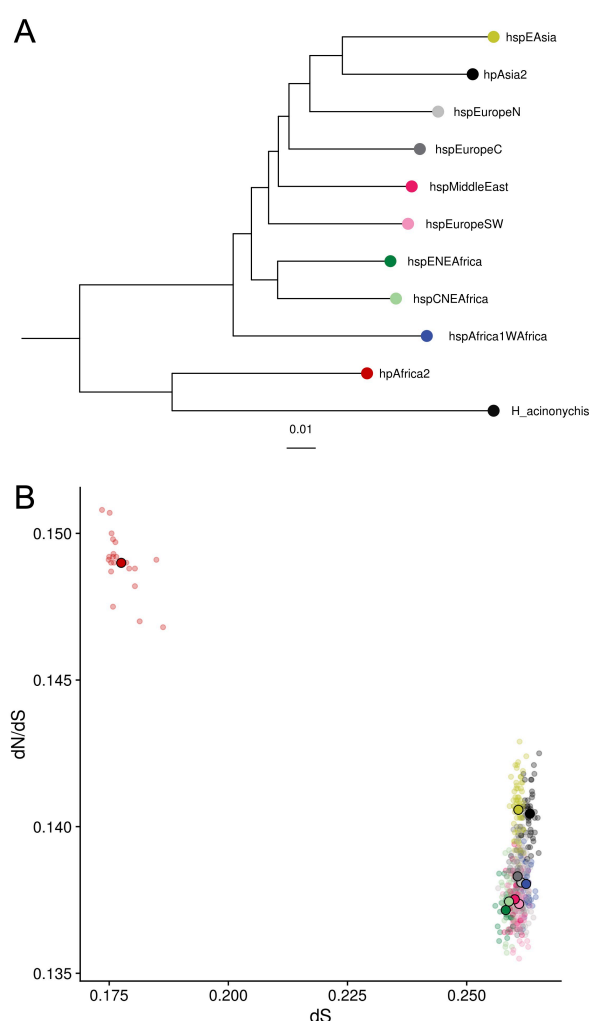 A
hspEAsia
hpAsia2
hspEuropeN
hspEuropeC
hspMiddleEast
hspEuropeSW
hspENEAfrica
hspCNEAfrica
hspAfrica1WAfrica
hpAfrica2
H_acinonychis
0.01
B
0.150
0.145
0.140
0.135
dN/dS
0.175
0.200
0.225
0.250
dS